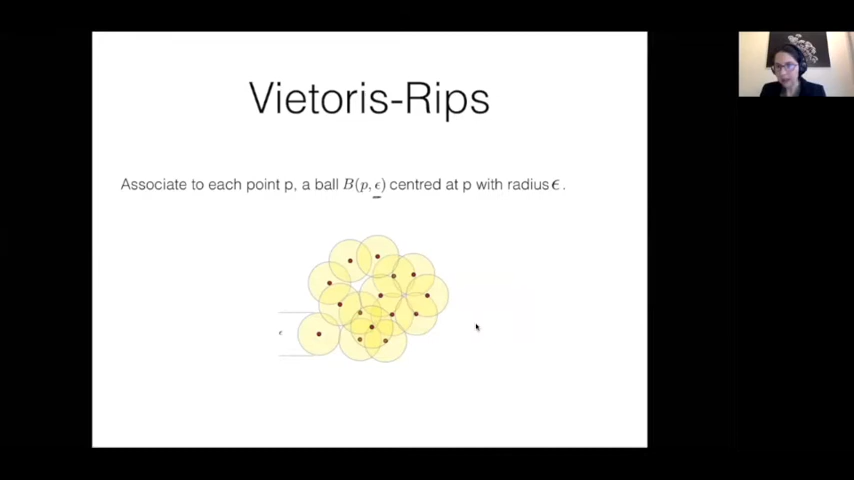 Vietoris-Rips
Associate to each point p, a ball B(p, ϵ) centred at p with radius ϵ.
ϵ